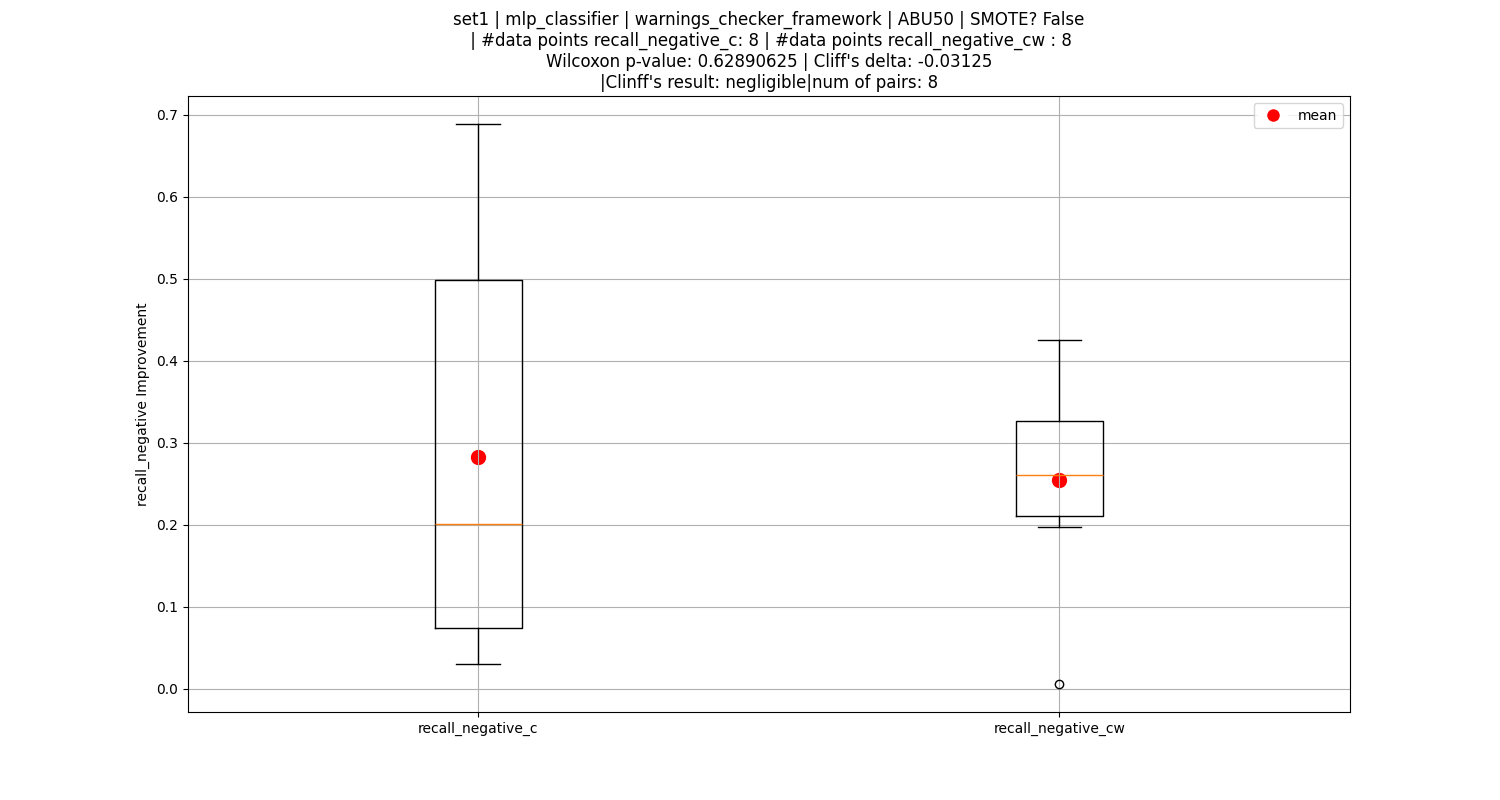 set1 | mlp_classifier | warnings_checker_framework | ABU50 | SMOTE? False
| #data points recall_negative_c: 8 | #data points recall_negative_cw : 8
Wilcoxon p-value: 0.62890625 | Cliff's delta: -0.03125
|Clinff's result: negligible|num of pairs: 8
mean
recall_negative Improvement
0.7
0.6
0.5
0.4
0.3
0.2
0.1
0.0
recall_negative_c
recall_negative_cw